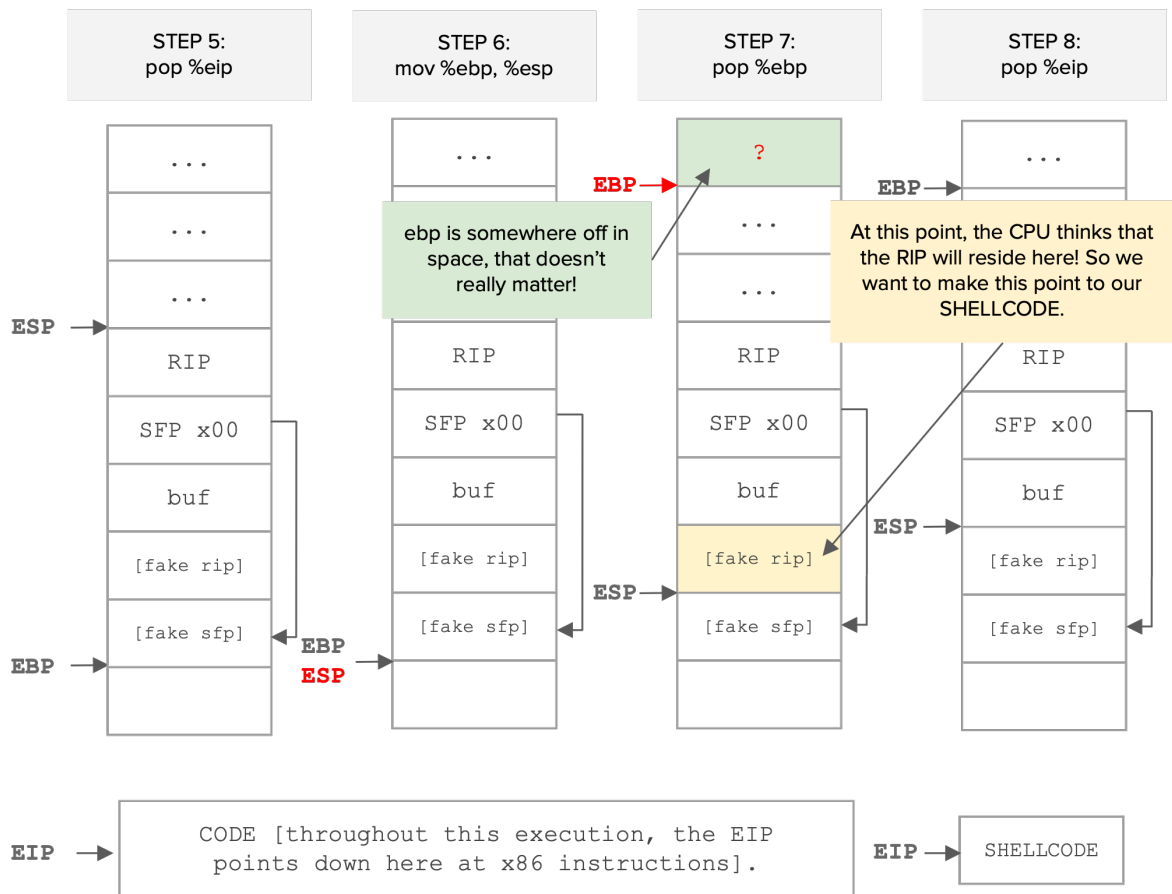 STEP 5:
pop %eip
STEP 6:
mov %ebp, %esp
STEP 7:
pop %ebp
STEP 8:
pop %eip
...
...
...
ESP
RIP
SFP x00
buf
[fake rip]
[fake sfp]
EBP
...
ebp is somewhere off in
space, that doesn't
really matter!
RIP
SFP x00
buf
[fake rip]
[fake sfp]
EBP
ESP
?
EBP
...
...
RIP
SFP x00
buf
[fake rip]
ESP
[fake sfp]
...
EBP
At this point, the CPU thinks that
the RIP will reside here! So we
want to make this point to our
SHELLCODE.
RIP
SFP x00
buf
ESP
[fake rip]
[fake sfp]
EIP
CODE [throughout this execution, the EIP
points down here at x86 instructions].
EIP
SHELLCODE